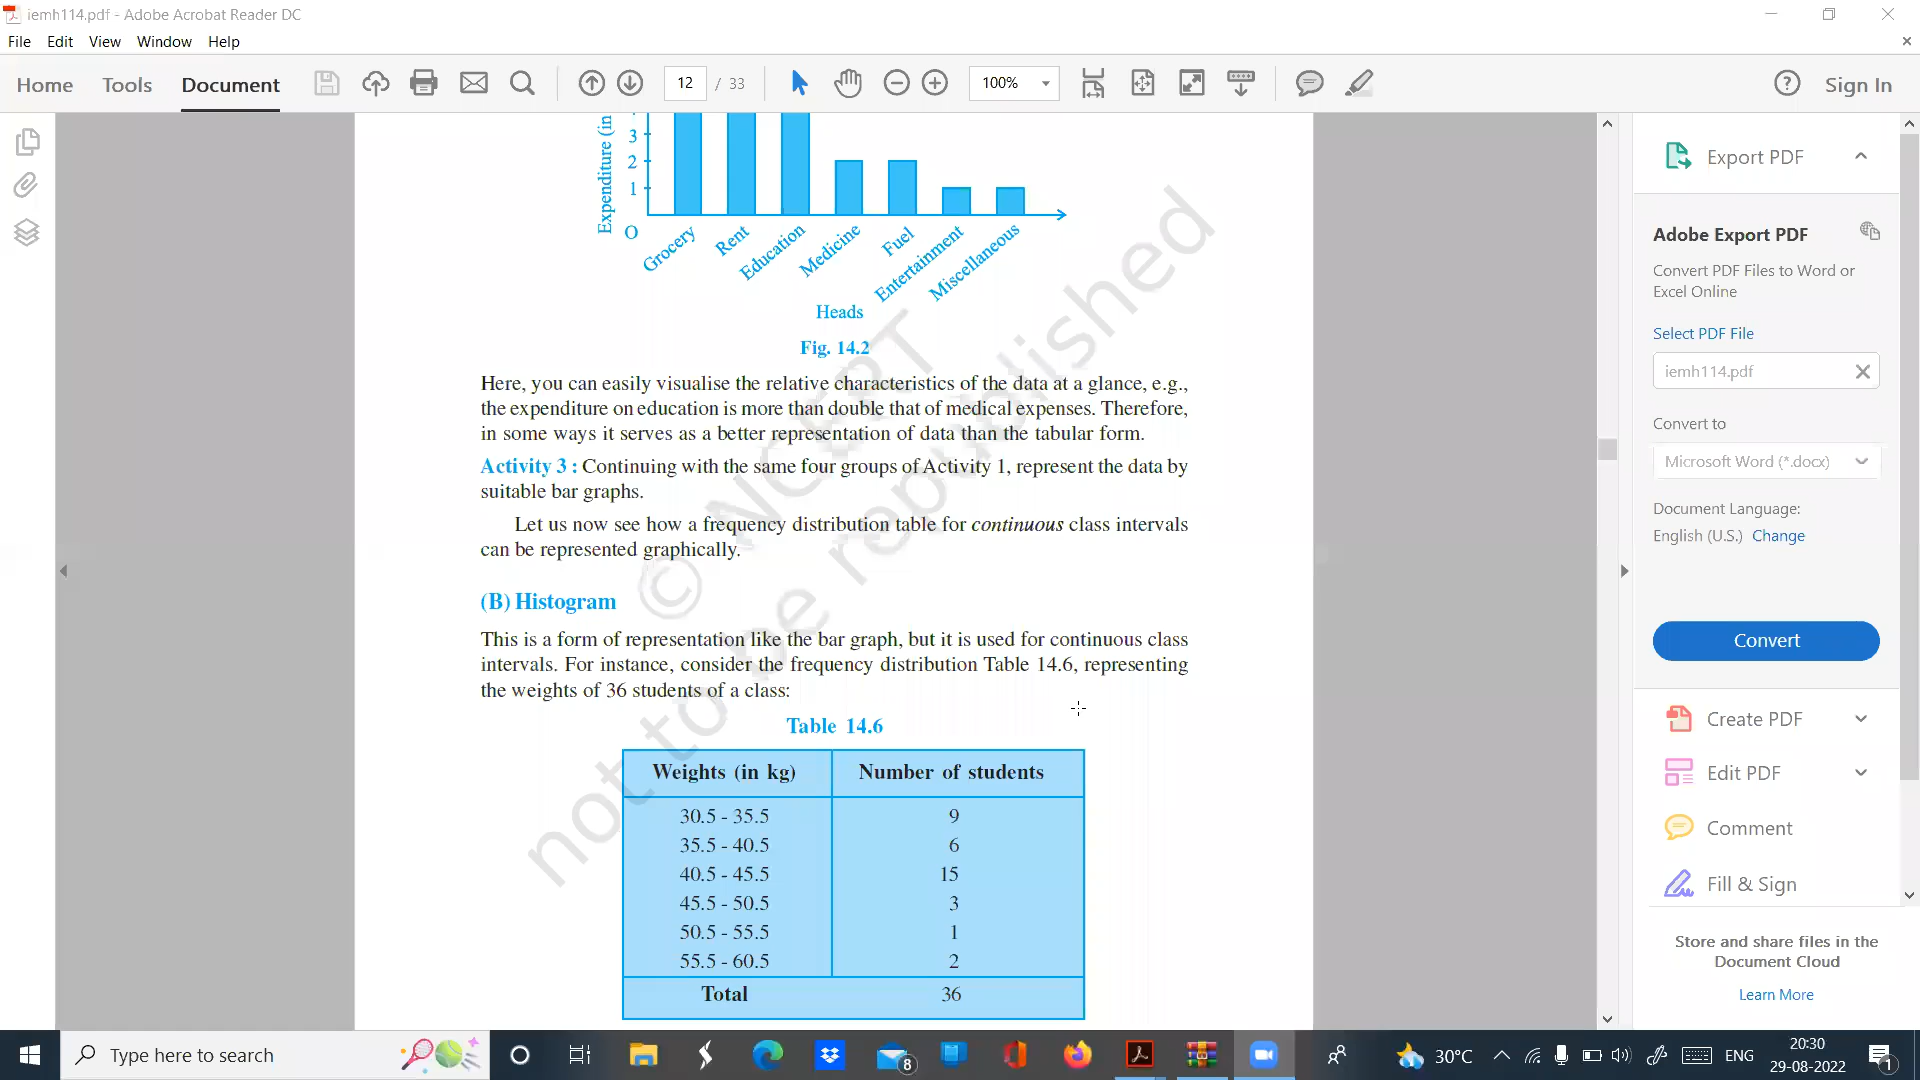 iemh114.pdf - Adobe Acrobat Reader DC
File Edit View Window Help
Home Tools Document 12 / 33 100% Sign In
Expenditure (in
3
2
1
O
Grocery Rent Education Medicine Fuel Entertainment Miscellaneous
Heads
Fig. 14.2
Here, you can easily visualise the relative characteristics of the data at a glance, e.g.,
the expenditure on education is more than double that of medical expenses. Therefore,
in some ways it serves as a better representation of data than the tabular form.
Activity 3 : Continuing with the same four groups of Activity 1, represent the data by
suitable bar graphs.
Let us now see how a frequency distribution table for continuous class intervals
can be represented graphically.
(B) Histogram
This is a form of representation like the bar graph, but it is used for continuous class
intervals. For instance, consider the frequency distribution Table 14.6, representing
the weights of 36 students of a class:
Table 14.6
Weights (in kg) Number of students
30.5 - 35.5 9
35.5 - 40.5 6
40.5 - 45.5 15
45.5 - 50.5 3
50.5 - 55.5 1
55.5 - 60.5 2
Total 36
© NCERT
not to be republished
Export PDF
Adobe Export PDF
Convert PDF Files to Word or
Excel Online
Select PDF File
iemh114.pdf
Convert to
Microsoft Word (*.docx)
Document Language:
English (U.S.) Change
Convert
Create PDF
Edit PDF
Comment
Fill & Sign
Store and share files in the
Document Cloud
Learn More
Type here to search
8
30°C
ENG
20:30
29-08-2022
1